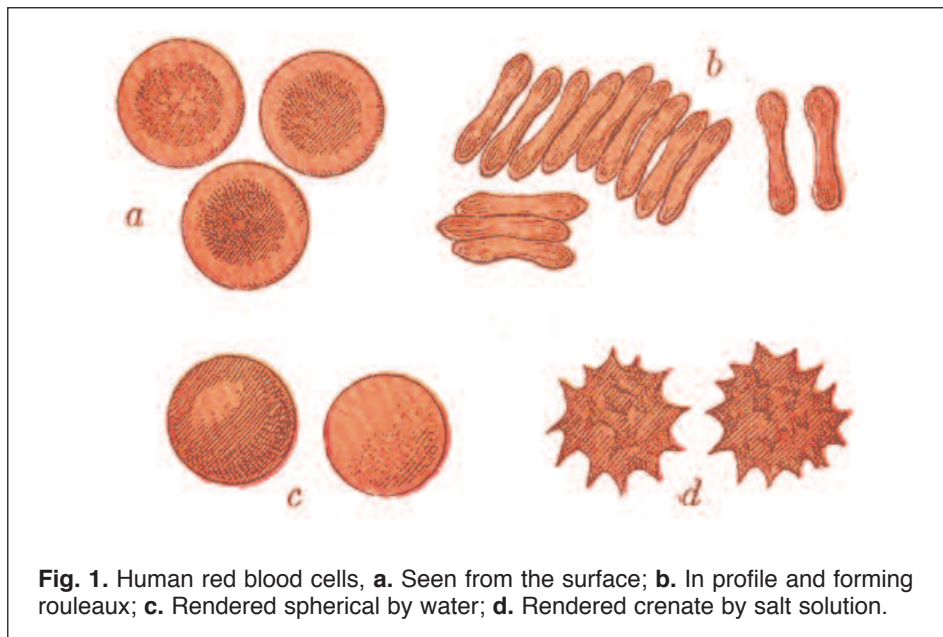 b
a
c
d
Fig. 1. Human red blood cells, a. Seen from the surface; b. In profile and forming
rouleaux; c. Rendered spherical by water; d. Rendered crenate by salt solution.